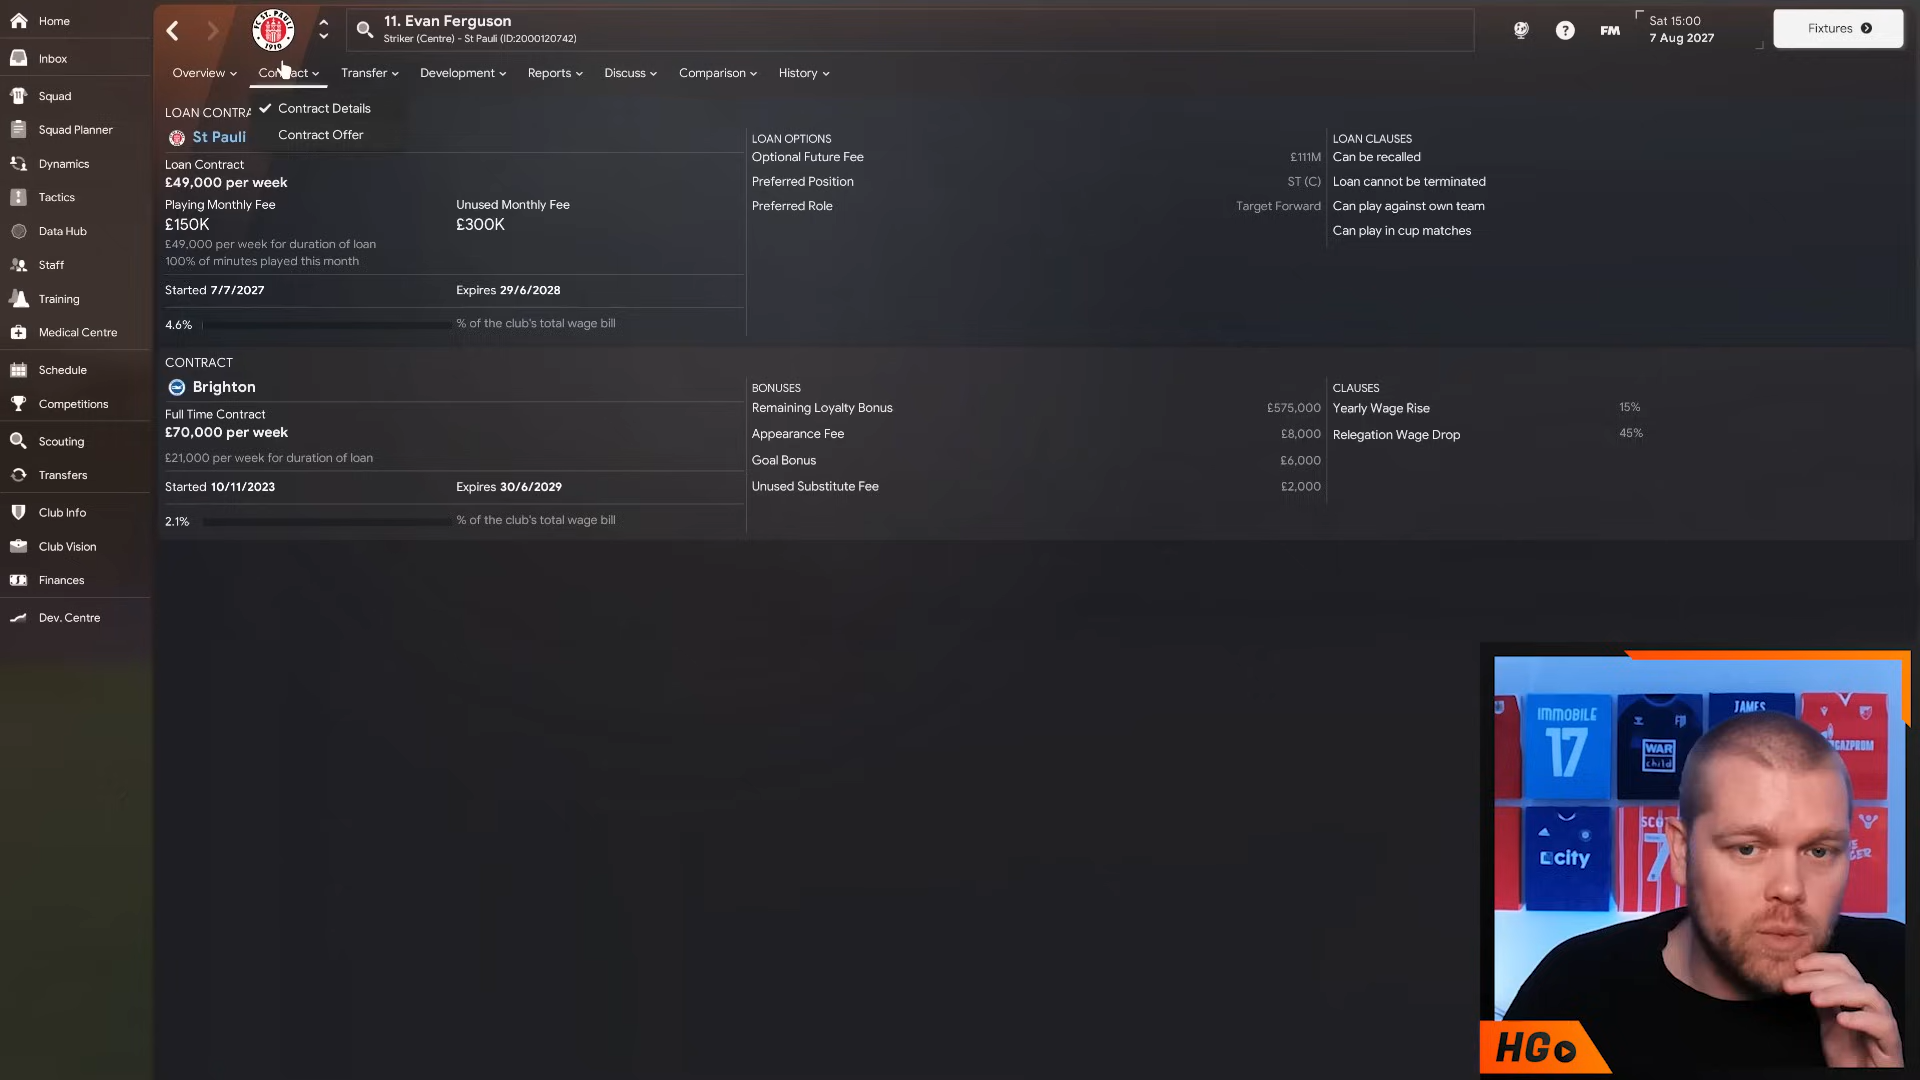 Home
Inbox
Squad
Squad Planner
Dynamics
Tactics
Data Hub
Staff
Training
Medical Centre
Schedule
Competitions
Scouting
Transfers
Club Info
Club Vision
Finances
Dev. Centre
11. Evan Ferguson
Striker (Centre) - St Pauli (ID:2000120742)
FM
Sat 15:00
7 Aug 2027
Fixtures
Overview
Contract
Transfer
Development
Reports
Discuss
Comparison
History
Contract Details
Contract Offer
LOAN CONTRA
St Pauli
Loan Contract
£49,000 per week
Playing Monthly Fee
Unused Monthly Fee
£150K
£300K
£49,000 per week for duration of loan
100% of minutes played this month
Started 7/7/2027
Expires 29/6/2028
4.6%
% of the club's total wage bill
LOAN OPTIONS
Optional Future Fee £111M
Preferred Position ST (C)
Preferred Role Target Forward
LOAN CLAUSES
Can be recalled
Loan cannot be terminated
Can play against own team
Can play in cup matches
CONTRACT
Brighton
Full Time Contract
£70,000 per week
£21,000 per week for duration of loan
Started 10/11/2023
Expires 30/6/2029
2.1%
% of the club's total wage bill
BONUSES
Remaining Loyalty Bonus £575,000
Appearance Fee £8,000
Goal Bonus £6,000
Unused Substitute Fee £2,000
CLAUSES
Yearly Wage Rise 15%
Relegation Wage Drop 45%
IMMOBILE
17
WAR
child
JAMES
GAZPROM
city
7
HG